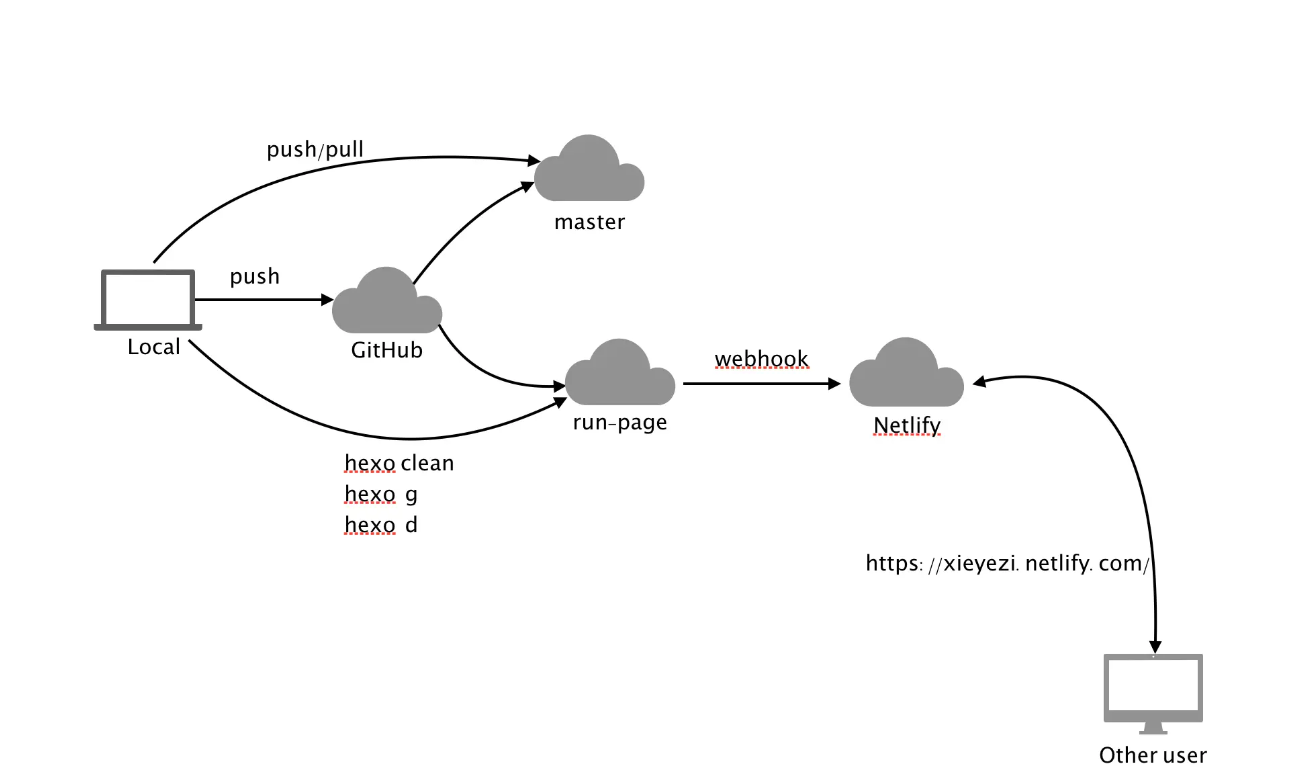 push/pull
master
push
Local
GitHub
webhook
run-page
Netlify
hexo clean
hexo g
hexo d
https: //xieyezi. netlify. com/
Other user